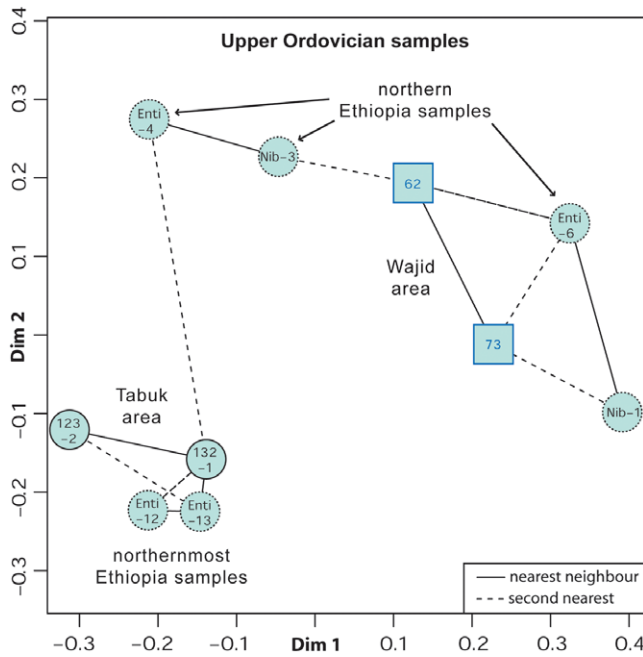 Upper Ordovician samples
0.4
0.3
0.2
0.1
-0.1
-0.2
-0.3
Dim 2
northern
Ethiopia samples
Enti
-4
Nib-3
62
Enti
-6
Wajid
area
73
Nib-1
Tabuk
area
123
-2
132
-1
Enti
-12
Enti
-13
northernmost
Ethiopia samples
nearest neighbour
second nearest
−0.3
−0.2
−0.1
Dim 1
0.1
0.2
0.3
0.4